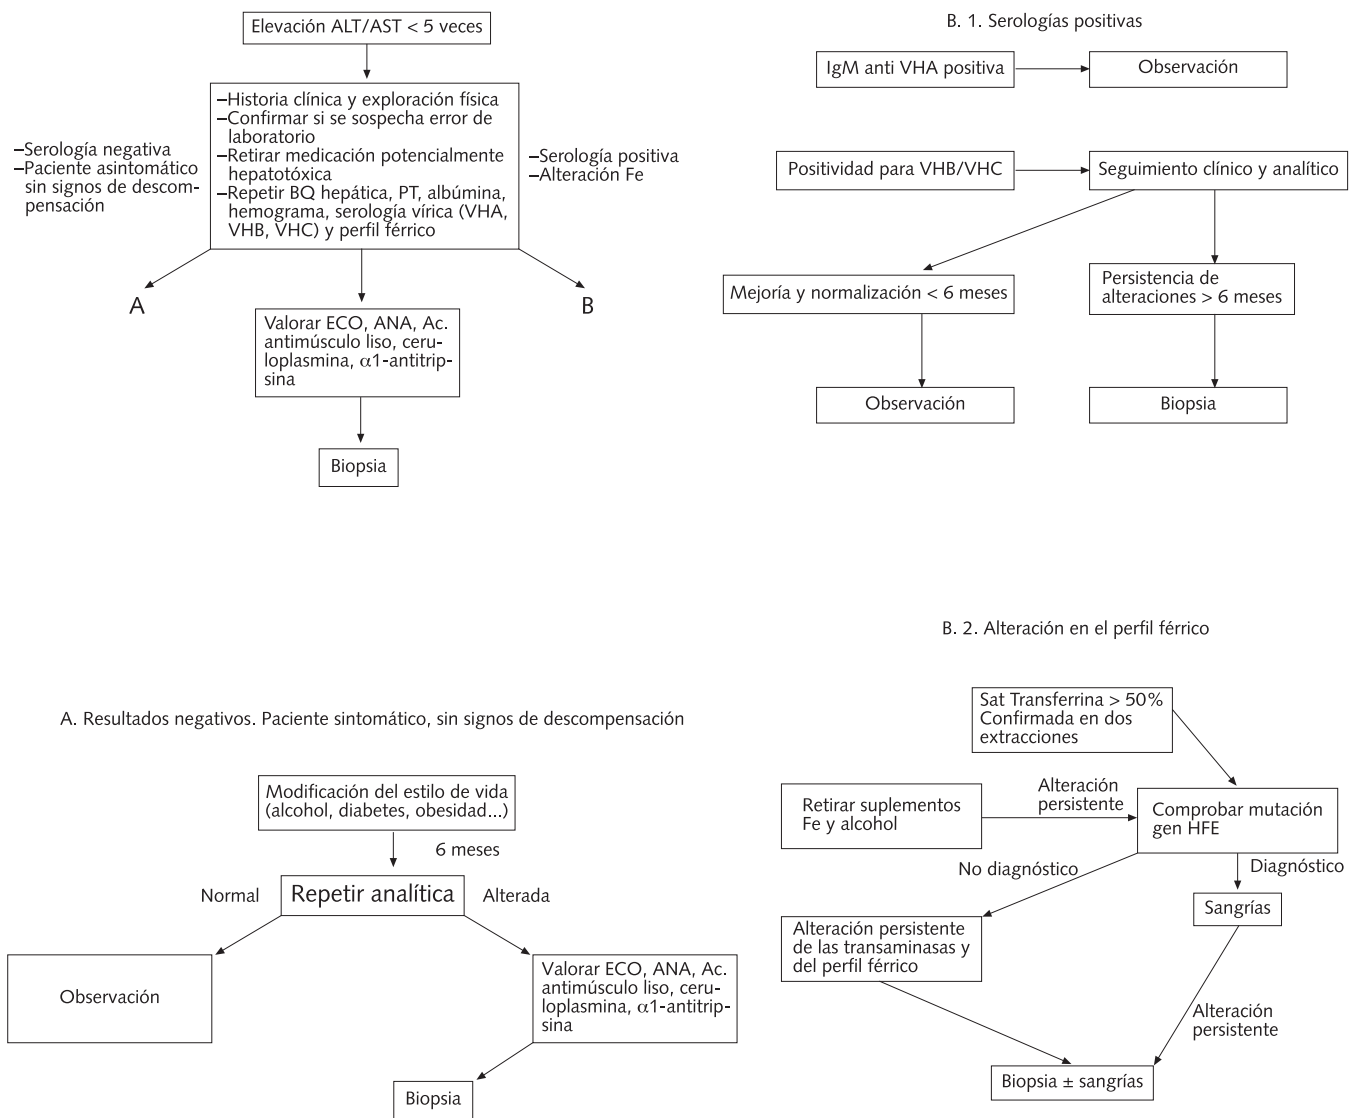 Elevación ALT/AST < 5 veces
–Historia clínica y exploración física
–Confirmar si se sospecha error de
laboratorio
–Retirar medicación potencialmente
hepatotóxica
–Repetir BQ hepática, PT, albúmina,
hemograma, serología vírica (VHA,
VHB, VHC) y perfil férrico
–Serología negativa
–Paciente asintomático
sin signos de descom-
pensación
–Serología positiva
–Alteración Fe
A
B
Valorar ECO, ANA, Ac.
antimúsculo liso, ceru-
loplasmina, α1-antitrip-
sina
Biopsia
B. 1. Serologías positivas
IgM anti VHA positiva
Observación
Positividad para VHB/VHC
Seguimiento clínico y analítico
Mejoría y normalización < 6 meses
Persistencia de
alteraciones > 6 meses
Observación
Biopsia
A. Resultados negativos. Paciente sintomático, sin signos de descompensación
Modificación del estilo de vida
(alcohol, diabetes, obesidad...)
6 meses
Normal
Repetir analítica
Alterada
Observación
Valorar ECO, ANA, Ac.
antimúsculo liso, ceru-
loplasmina, α1-antitrip-
sina
Biopsia
B. 2. Alteración en el perfil férrico
Sat Transferrina > 50%
Confirmada en dos
extracciones
Retirar suplementos
Fe y alcohol
Alteración
persistente
Comprobar mutación
gen HFE
No diagnóstico
Diagnóstico
Sangrías
Alteración persistente
de las transaminasas y
del perfil férrico
Alteración
persistente
Biopsia ± sangrías